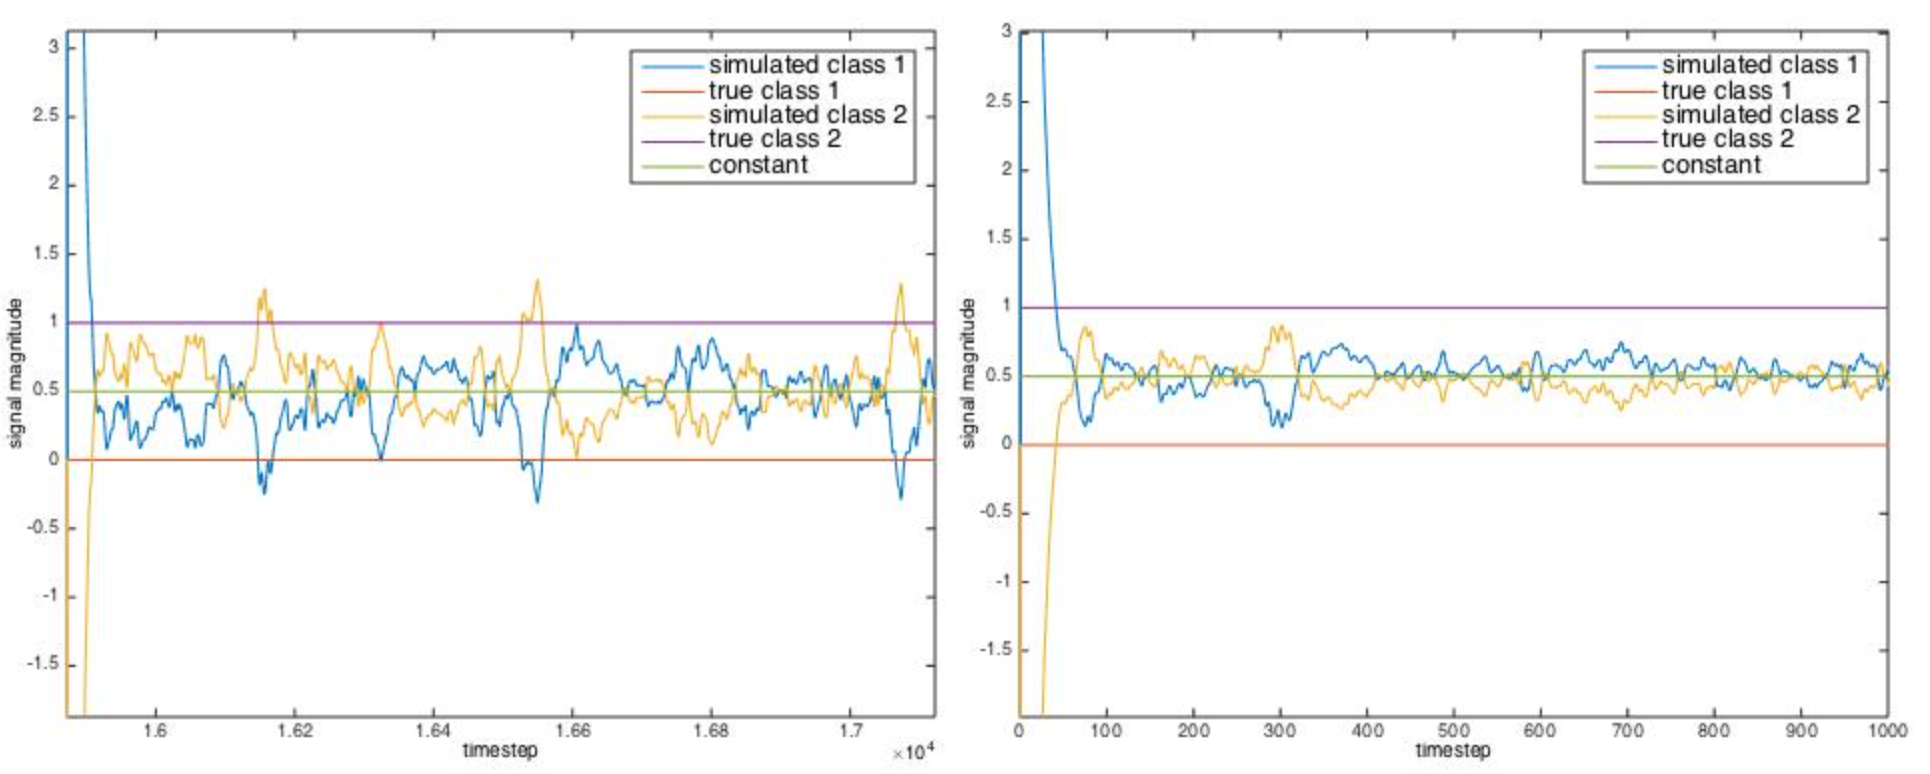 3
2.5
2
1.5
1
0.5
0
-0.5
-1
-1.5
signal magnitude
simulated class 1
true class 1
simulated class 2
true class 2
constant
1.6
1.62
1.64
1.66
1.68
1.7
timestep
×10⁴
3
2.5
2
1.5
1
0.5
0
-0.5
-1
-1.5
signal magnitude
simulated class 1
true class 1
simulated class 2
true class 2
constant
0
100
200
300
400
500
600
700
800
900
1000
timestep